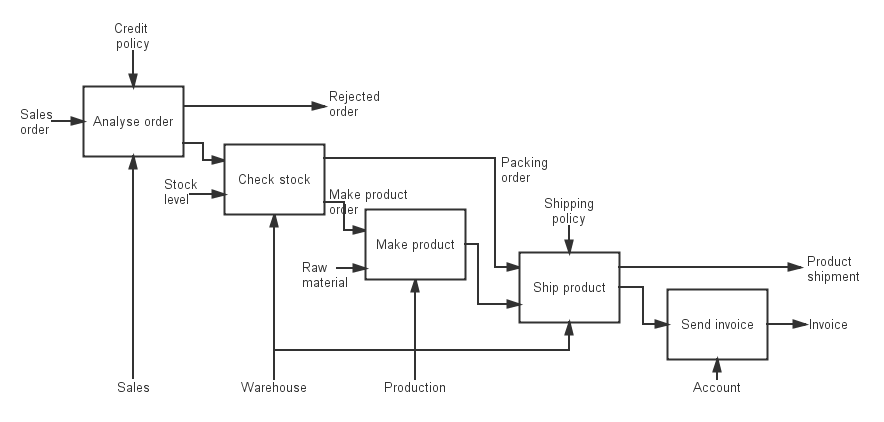 Credit
policy
Sales
order
Analyse order
Rejected
order
Stock
level
Check stock
Packing
order
Make product
order
Shipping
policy
Make product
Raw
material
Ship product
Product
shipment
Send invoice
Invoice
Sales
Warehouse
Production
Account